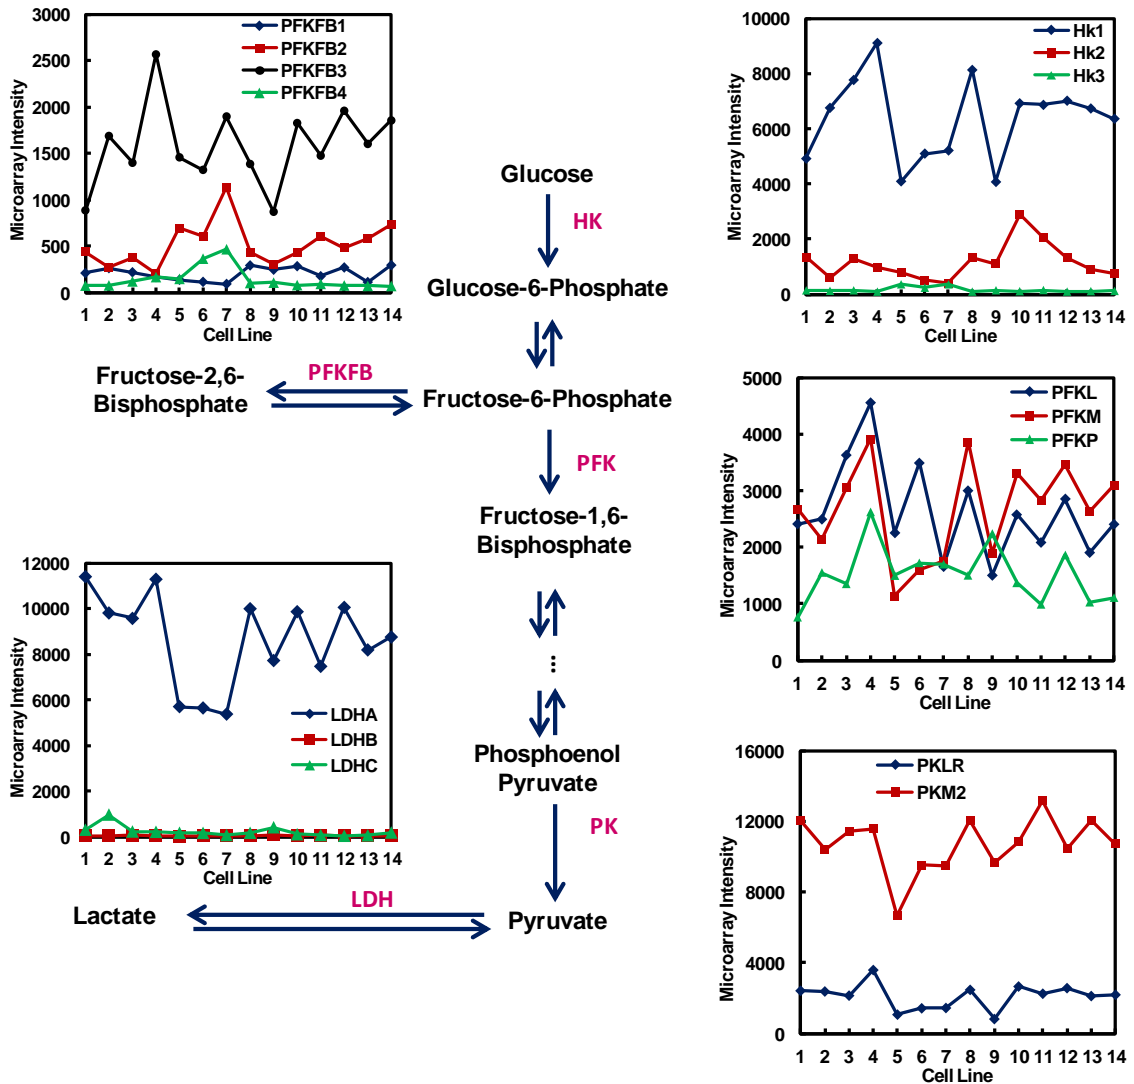 3000
2500
2000
1500
1000
500
0
Microarray Intensity
PFKFB1
PFKFB2
PFKFB3
PFKFB4
1 2 3 4 5 6 7 8 9 10 11 12 13 14
Cell Line
10000
8000
6000
4000
2000
0
Microarray Intensity
Hk1
Hk2
Hk3
1 2 3 4 5 6 7 8 9 10 11 12 13 14
Cell Line
Glucose
HK
Glucose-6-Phosphate
Fructose-2,6-
Bisphosphate
PFKFB
Fructose-6-Phosphate
PFK
Fructose-1,6-
Bisphosphate
...
Phosphoenol
Pyruvate
PK
Pyruvate
LDH
Lactate
5000
4000
3000
2000
1000
0
Microarray Intensity
PFKL
PFKM
PFKP
1 2 3 4 5 6 7 8 9 10 11 12 13 14
Cell Line
12000
10000
8000
6000
4000
2000
0
Microarray Intensity
LDHA
LDHB
LDHC
1 2 3 4 5 6 7 8 9 10 11 12 13 14
Cell Line
16000
12000
8000
4000
0
Microarray Intensity
PKLR
PKM2
1 2 3 4 5 6 7 8 9 10 11 12 13 14
Cell Line